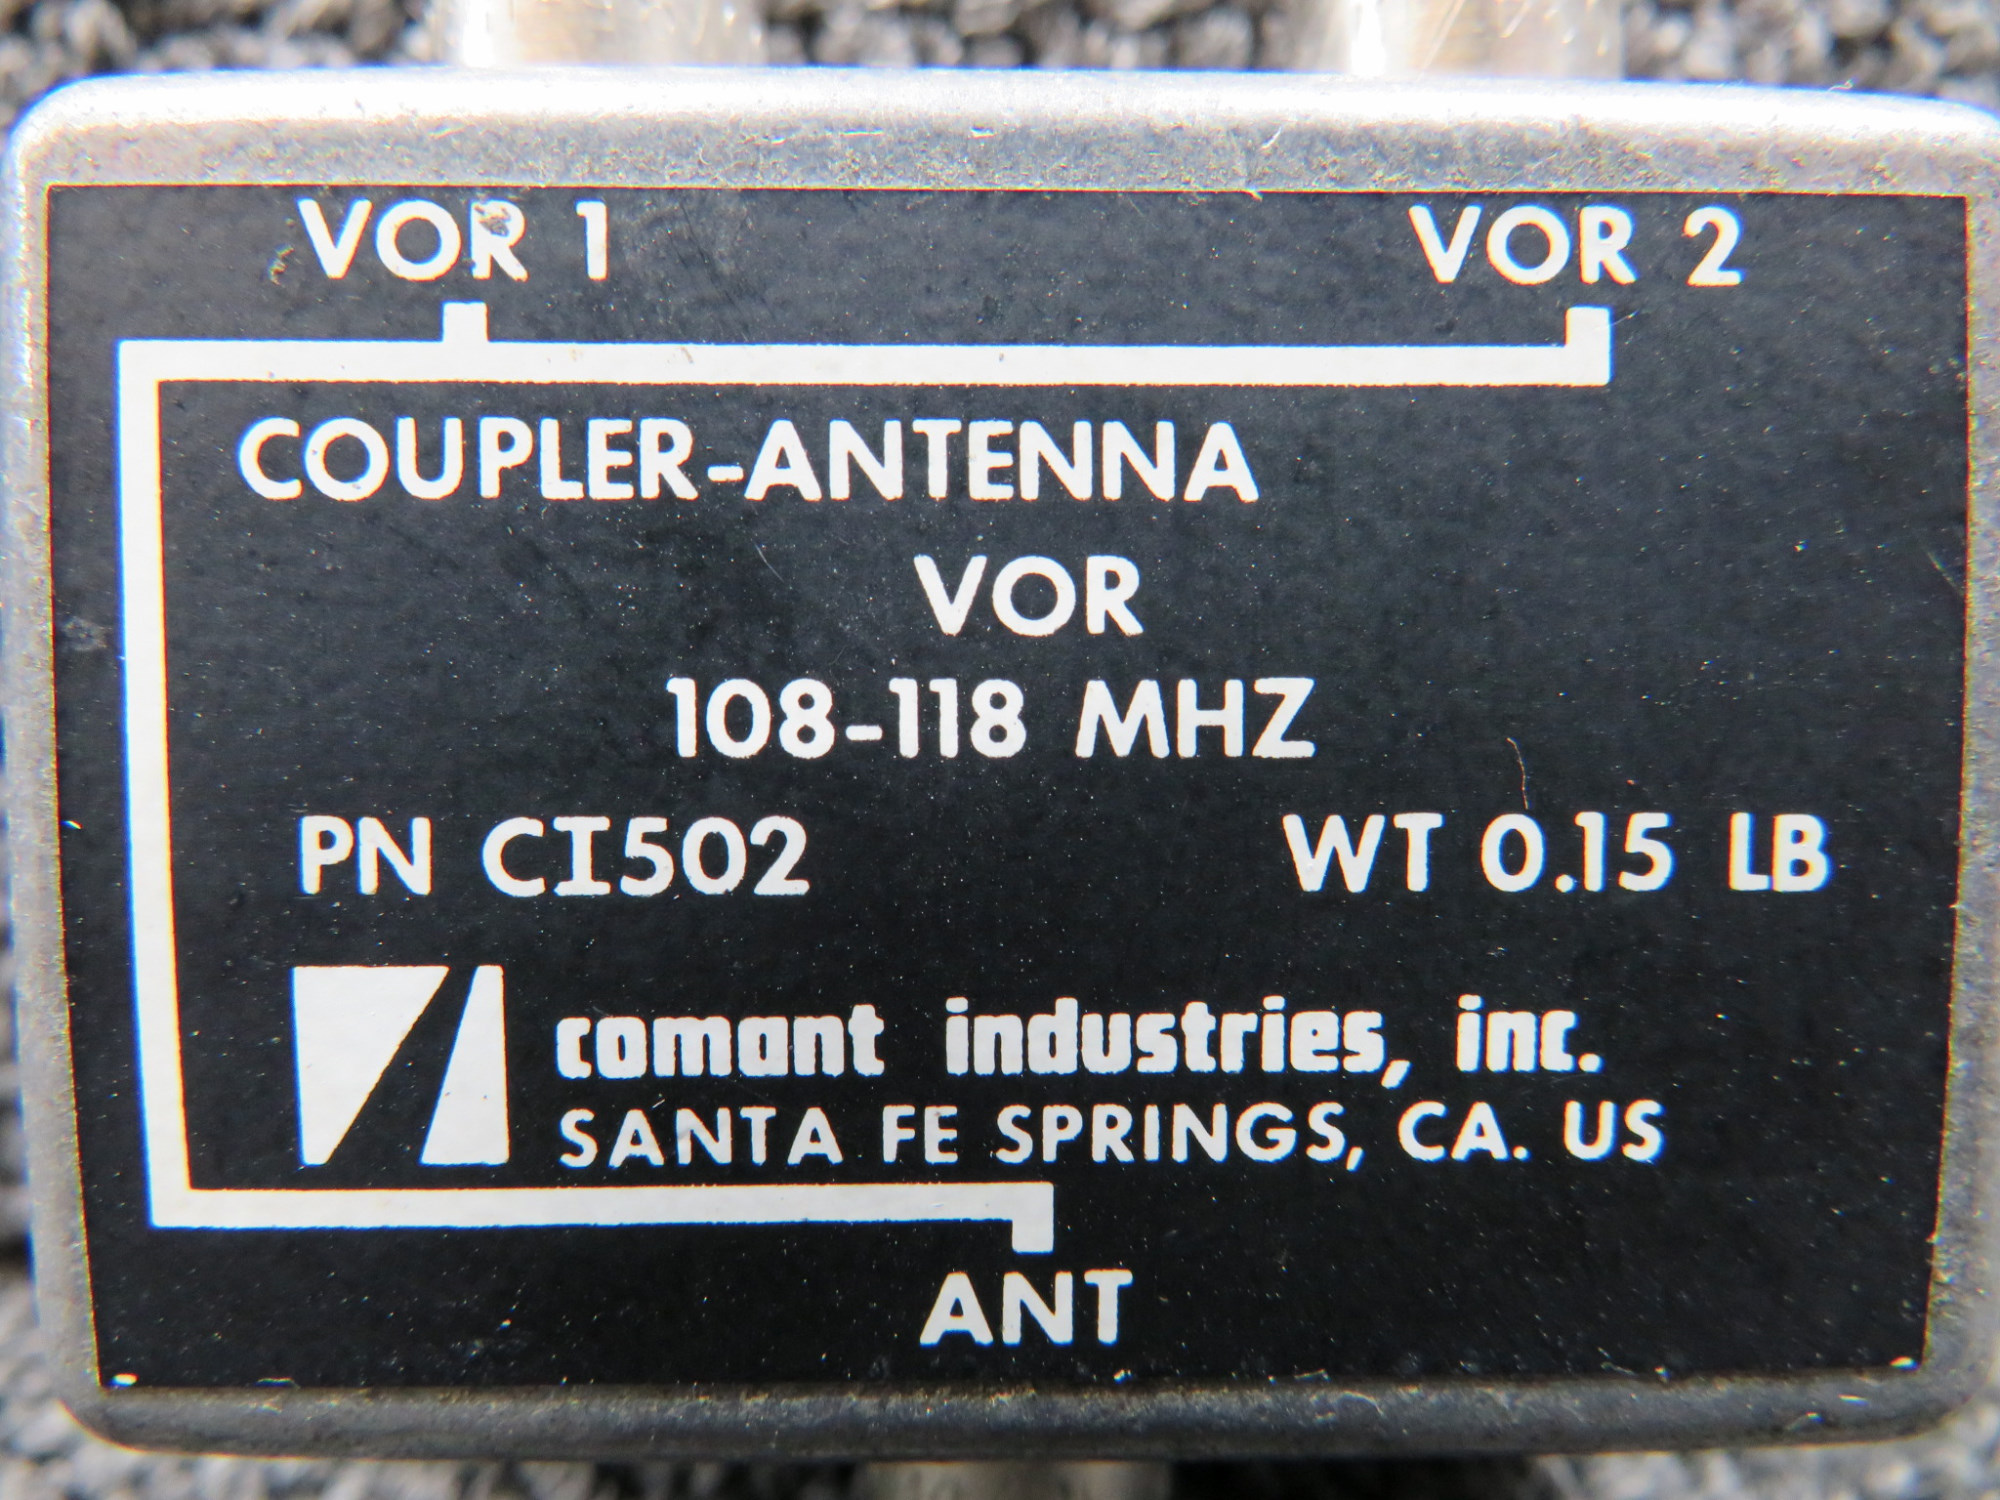 VOR 1 VOR 2
COUPLER-ANTENNA
VOR
108-118 MHZ
PN CI502 WT 0.15 LB
comant industries, inc.
SANTA FE SPRINGS, CA. US
ANT